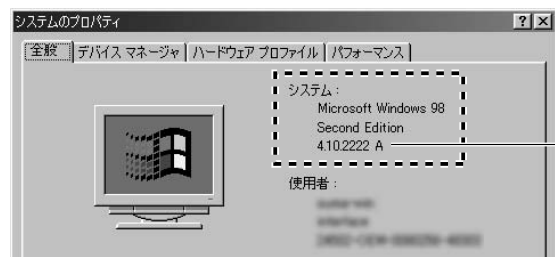 システムのプロパティ
全般 デバイス マネージャ ハードウェア プロファイル パフォーマンス
システム :
Microsoft Windows 98
Second Edition
4.10.2222 A
使用者 :